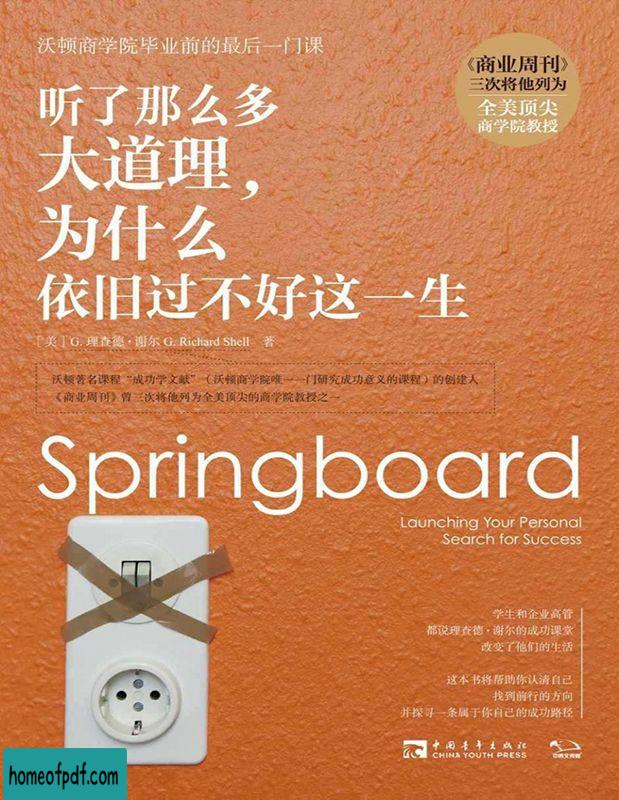 沃顿商学院毕业前的最后一门课
《商业周刊》
三次将他列为
全美顶尖
商学院教授
听了那么多
大道理，
为什么
依旧过不好这一生
［美］G. 理查德·谢尔 G. Richard Shell 著
沃顿著名课程“成功学文献”（沃顿商学院唯一一门研究成功意义的课程）的创建人
《商业周刊》曾三次将他列为全美顶尖的商学院教授之一
Springboard
Launching Your Personal
Search for Success
学生和企业高管
都说理查德·谢尔的成功课堂
改变了他们的生活
这本书将帮助你认清自己
找到前行的方向
并探寻一条属于你自己的成功路径
中国青年出版社
CHINA YOUTH PRESS
中青文传媒
homeofpdf.com